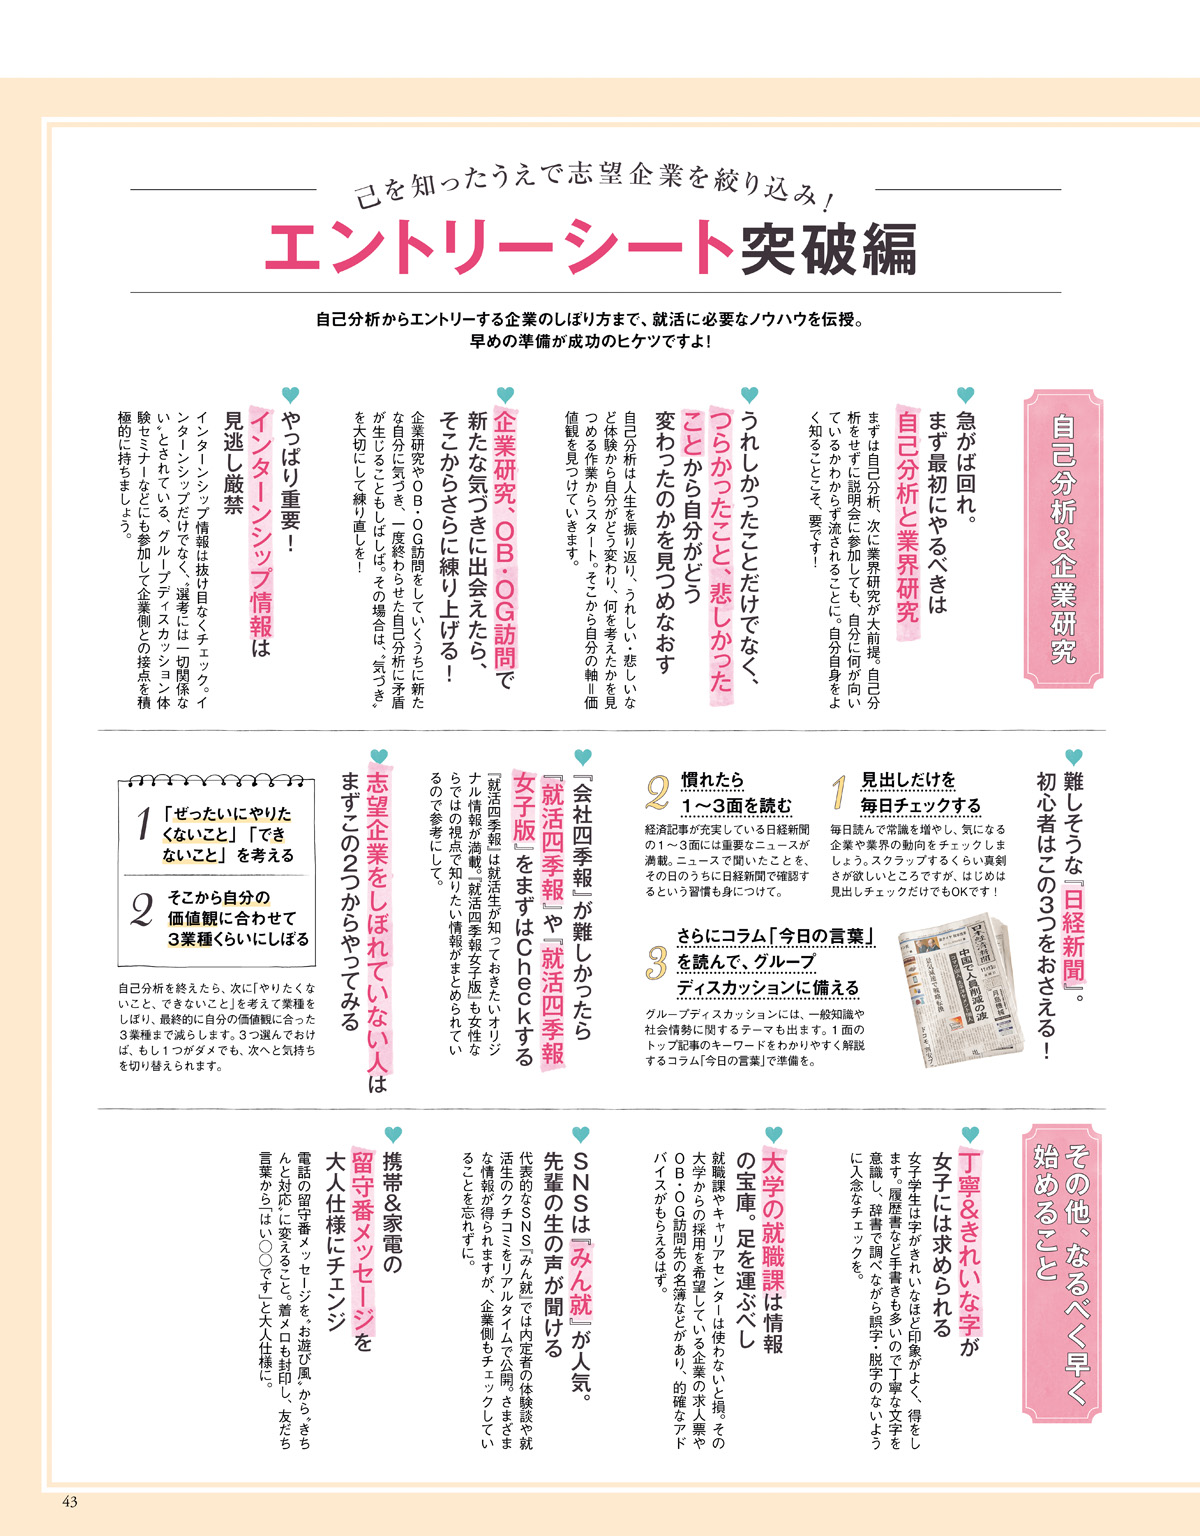 己を知ったうえで志望企業を絞り込み!
エントリーシート突破編
自己分析からエントリーする企業のしぼり方まで、就活に必要なノウハウを伝授。
早めの準備が成功のヒケツですよ!
自己分析&企業研究
急がば回れ。
まず最初にやるべきは
自己分析と業界研究
まずは自己分析、次に業界研究が大前提。自己分
析をせずに説明会に参加しても、自分に何が向い
ているかわからず流されることに。自分自身をよ
く知ることこそ、要です!
うれしかったことだけでなく、
つらかったこと、悲しかった
ことから自分がどう
変わったのかを見つめなおす
自己分析は人生を振り返り、うれしい・悲しいな
ど体験から自分がどう変わり、何を考えたかを見
つめる作業からスタート。そこから自分の軸=価
値観を見つけていきます。
企業研究、OB・OG訪問で
新たな気づきに出会えたら、
そこからさらに練り上げる!
企業研究やOB・OG訪問をしていくうちに新た
な自分に気づき、一度終わらせた自己分析に矛盾
が生じることもしばしば。その場合は、〝気づき〟
を大切にして練り直しを!
やっぱり重要!
インターンシップ情報は
見逃し厳禁
インターンシップ情報は抜け目なくチェック。イ
ンターンシップだけでなく、〝選考には一切関係な
い〟とされている、グループディスカッション体
験セミナーなどにも参加して企業側との接点を積
極的に持ちましょう。
難しそうな『日経新聞』。
初心者はこの3つをおさえる!
1
見出しだけを
毎日チェックする
毎日読んで常識を増やし、気になる
企業や業界の動向をチェックしま
しょう。スクラップするくらい真剣
さが欲しいところですが、はじめは
見出しチェックだけでもOKです!
2
慣れたら
1〜3面を読む
経済記事が充実している日経新聞
の1〜3面には重要なニュースが
満載。ニュースで聞いたことを、
その日のうちに日経新聞で確認す
るという習慣も身につけて。
3
さらにコラム「今日の言葉」
を読んで、グループ
ディスカッションに備える
グループディスカッションには、一般知識や
社会情勢に関するテーマも出ます。1面の
トップ記事のキーワードをわかりやすく解説
するコラム「今日の言葉」で準備を。
日本経済新聞
中国で人員削減の波
『会社四季報』が難しかったら
『就活四季報』や『就活四季報
女子版』をまずはCheckする
『就活四季報』は就活生が知っておきたいオリジ
ナル情報が満載。『就活四季報女子版』も女性な
らではの視点で知りたい情報がまとめられてい
るので参考にして。
志望企業をしぼれていない人は
まずこの2つからやってみる
1
「ぜったいにやりた
くないこと」「でき
ないこと」を考える
2
そこから自分の
価値観に合わせて
3業種くらいにしぼる
自己分析を終えたら、次に「やりたくな
いこと、できないこと」を考えて業種を
しぼり、最終的に自分の価値観に合った
3業種まで減らします。3つ選んでおけ
ば、もし1つがダメでも、次へと気持ち
を切り替えられます。
その他、なるべく早く
始めること
丁寧&きれいな字が
女子には求められる
女子学生は字がきれいなほど印象がよく、得をし
ます。履歴書など手書きも多いので丁寧な文字を
意識し、辞書で調べながら誤字・脱字のないよう
に入念なチェックを。
大学の就職課は情報
の宝庫。足を運ぶべし
就職課やキャリアセンターは使わないと損。その
大学からの採用を希望している企業の求人票や
OB・OG訪問先の名簿などがあり、的確なアド
バイスがもらえるはず。
SNSは『みん就』が人気。
先輩の生の声が聞ける
代表的なSNS『みん就』では内定者の体験談や就
活生のクチコミをリアルタイムで公開。さまざま
な情報が得られますが、企業側もチェックしてい
ることを忘れずに。
携帯&家電の
留守番メッセージを
大人仕様にチェンジ
電話の留守番メッセージを〝お遊び風〟から〝きち
んと対応〟に変えること。着メロも封印し、友だち
言葉から「はい〇〇です」と大人仕様に。
43